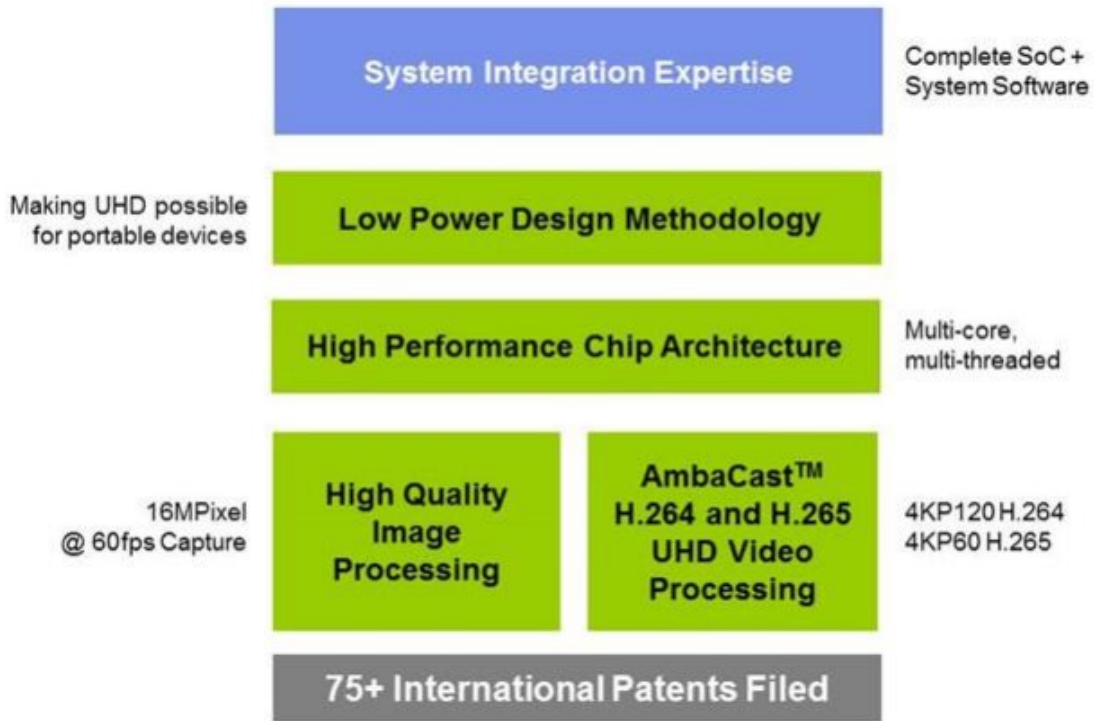 System Integration Expertise
Complete SoC +
System Software
Making UHD possible
for portable devices
Low Power Design Methodology
High Performance Chip Architecture
Multi-core,
multi-threaded
16MPixel
@ 60fps Capture
High Quality
Image
Processing
AmbaCast™
H.264 and H.265
UHD Video
Processing
4KP120 H.264
4KP60 H.265
75+ International Patents Filed